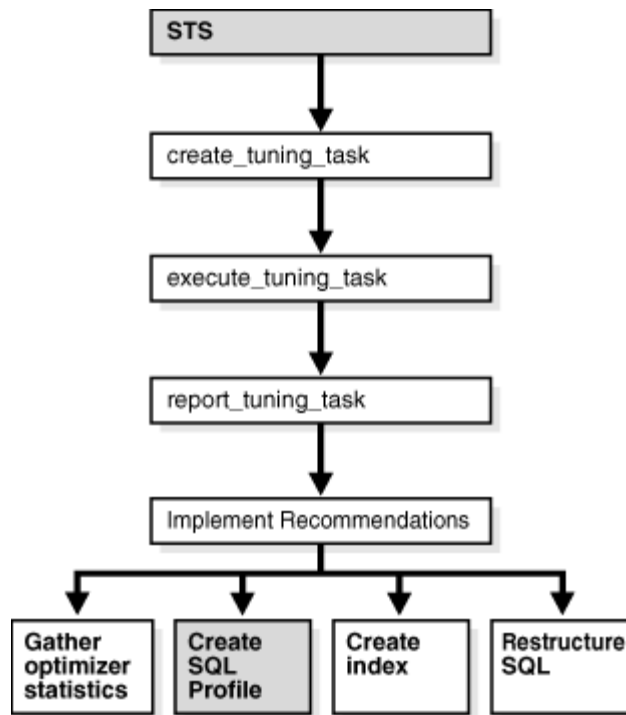 STS
create_tuning_task
execute_tuning_task
report_tuning_task
Implement Recommendations
Gather
optimizer
statistics
Create
SQL
Profile
Create
index
Restructure
SQL